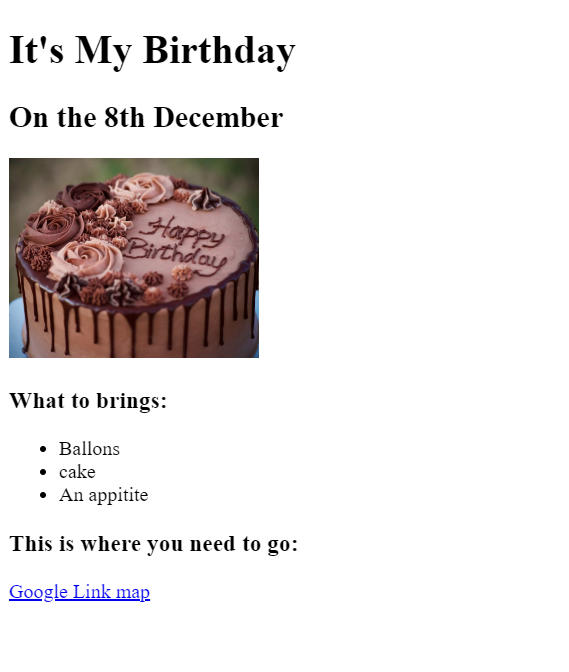 It's My Birthday
On the 8th December
Happy
Birthday
What to brings:
Ballons
cake
An appitite
This is where you need to go:
Google Link map